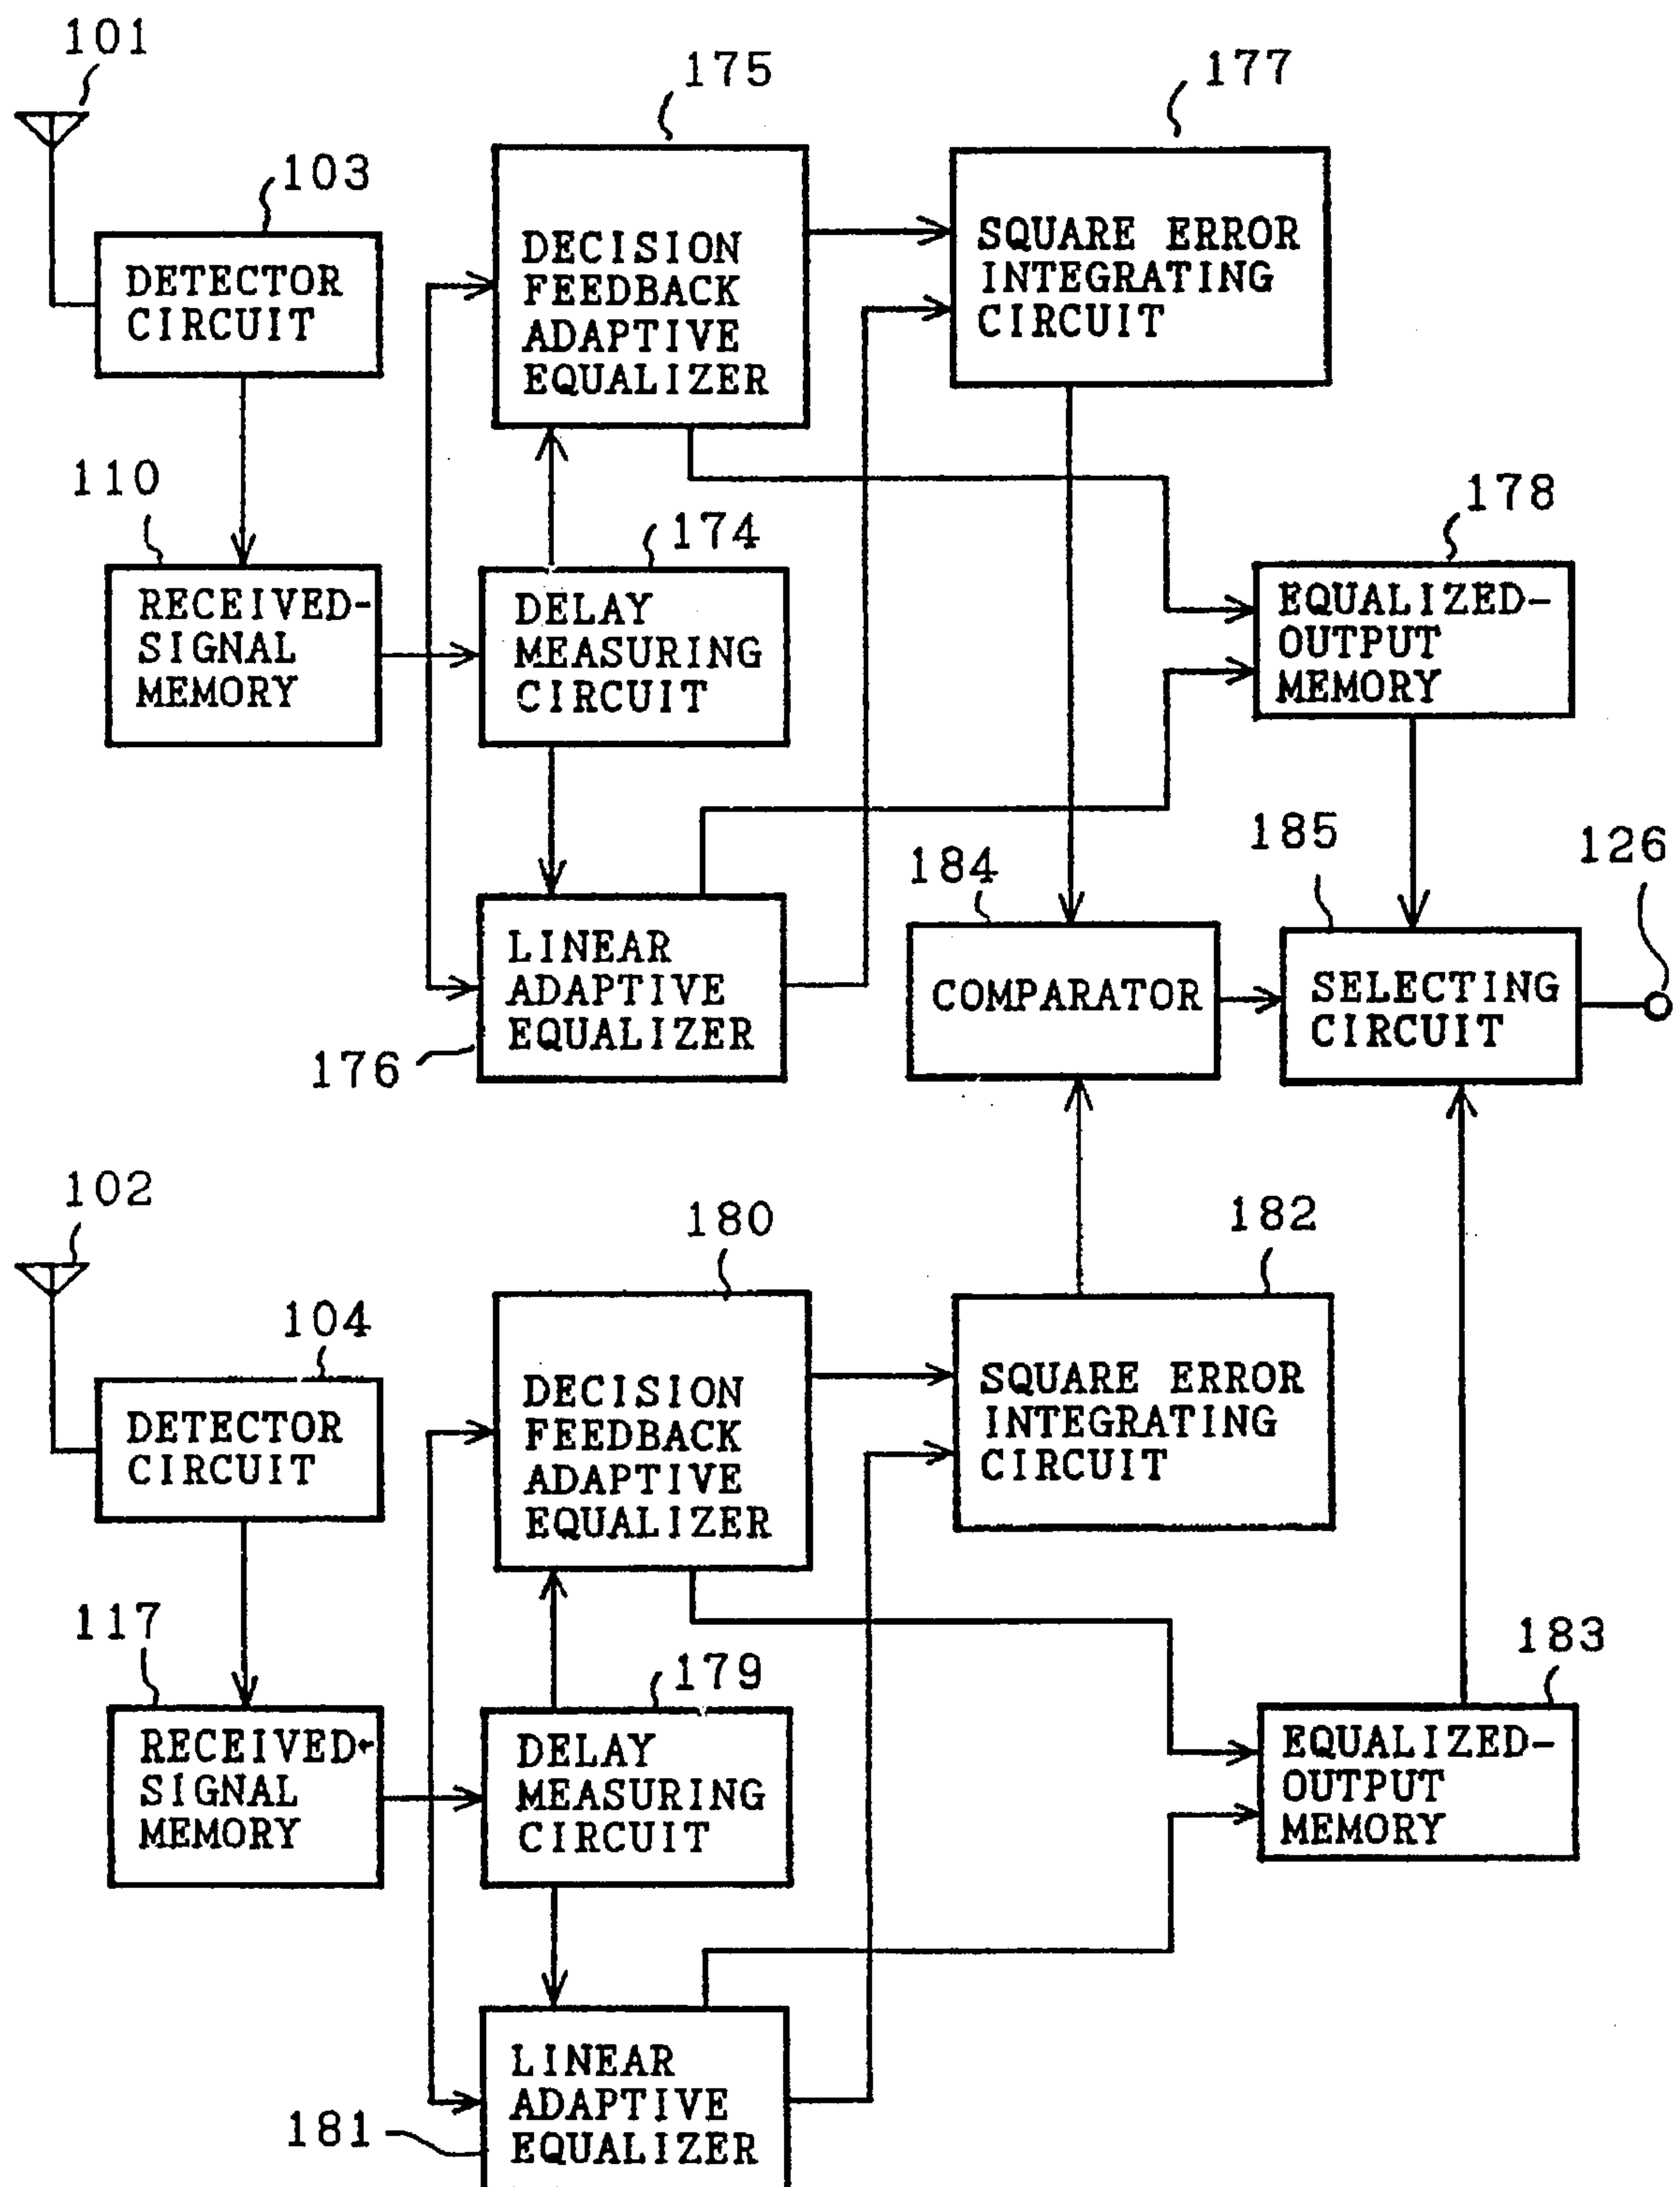 101
175
177
103
DETECTOR
CIRCUIT
DECISION
FEEDBACK
ADAPTIVE
EQUALIZER
SQUARE ERROR
INTEGRATING
CIRCUIT
110
174
178
RECEIVED-
SIGNAL
MEMORY
DELAY
MEASURING
CIRCUIT
EQUALIZED-
OUTPUT
MEMORY
184
185
126
LINEAR
ADAPTIVE
EQUALIZER
176
COMPARATOR
SELECTING
CIRCUIT
102
180
182
104
DETECTOR
CIRCUIT
DECISION
FEEDBACK
ADAPTIVE
EQUALIZER
SQUARE ERROR
INTEGRATING
CIRCUIT
117
179
183
RECEIVED-
SIGNAL
MEMORY
DELAY
MEASURING
CIRCUIT
EQUALIZED-
OUTPUT
MEMORY
LINEAR
ADAPTIVE
EQUALIZER
181